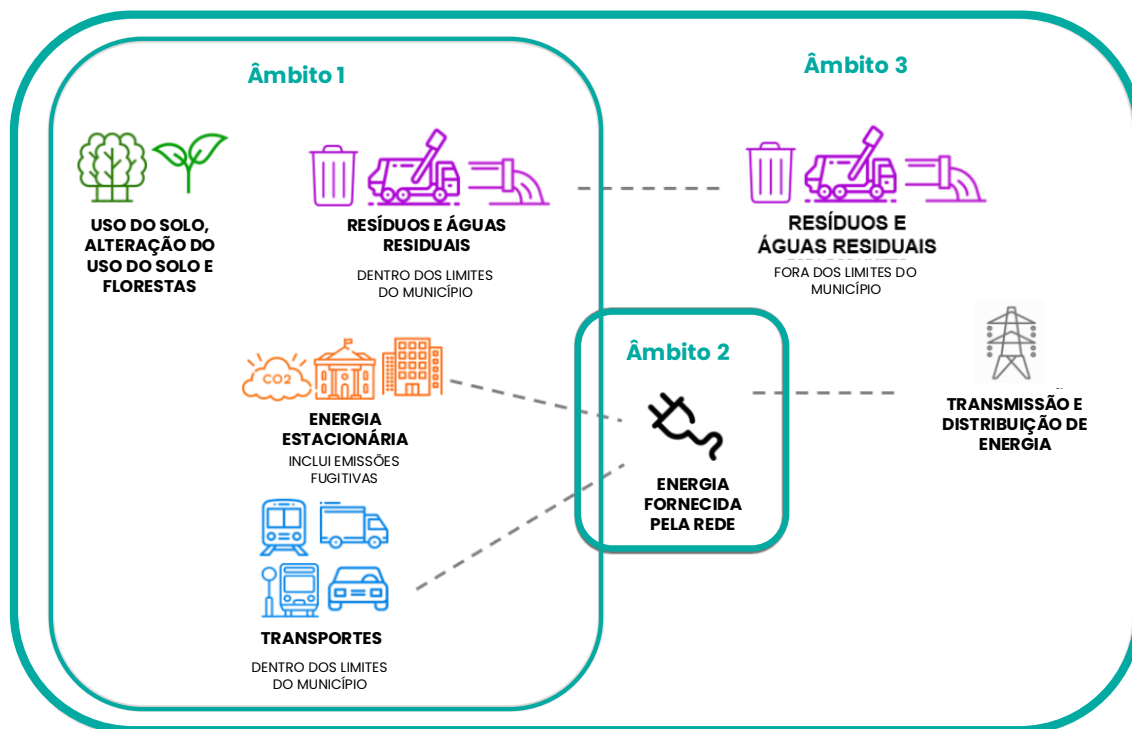 Âmbito 1
USO DO SOLO,
ALTERAÇÃO DO
USO DO SOLO E
FLORESTAS
RESÍDUOS E ÁGUAS
RESIDUAIS
DENTRO DOS LIMITES
DO MUNICÍPIO
CO2
ENERGIA
ESTACIONÁRIA
INCLUI EMISSÕES
FUGITIVAS
TRANSPORTES
DENTRO DOS LIMITES
DO MUNICÍPIO
Âmbito 2
ENERGIA
FORNECIDA
PELA REDE
Âmbito 3
RESÍDUOS E
ÁGUAS RESIDUAIS
FORA DOS LIMITES DO
MUNICÍPIO
TRANSMISSÃO E
DISTRIBUIÇÃO DE
ENERGIA